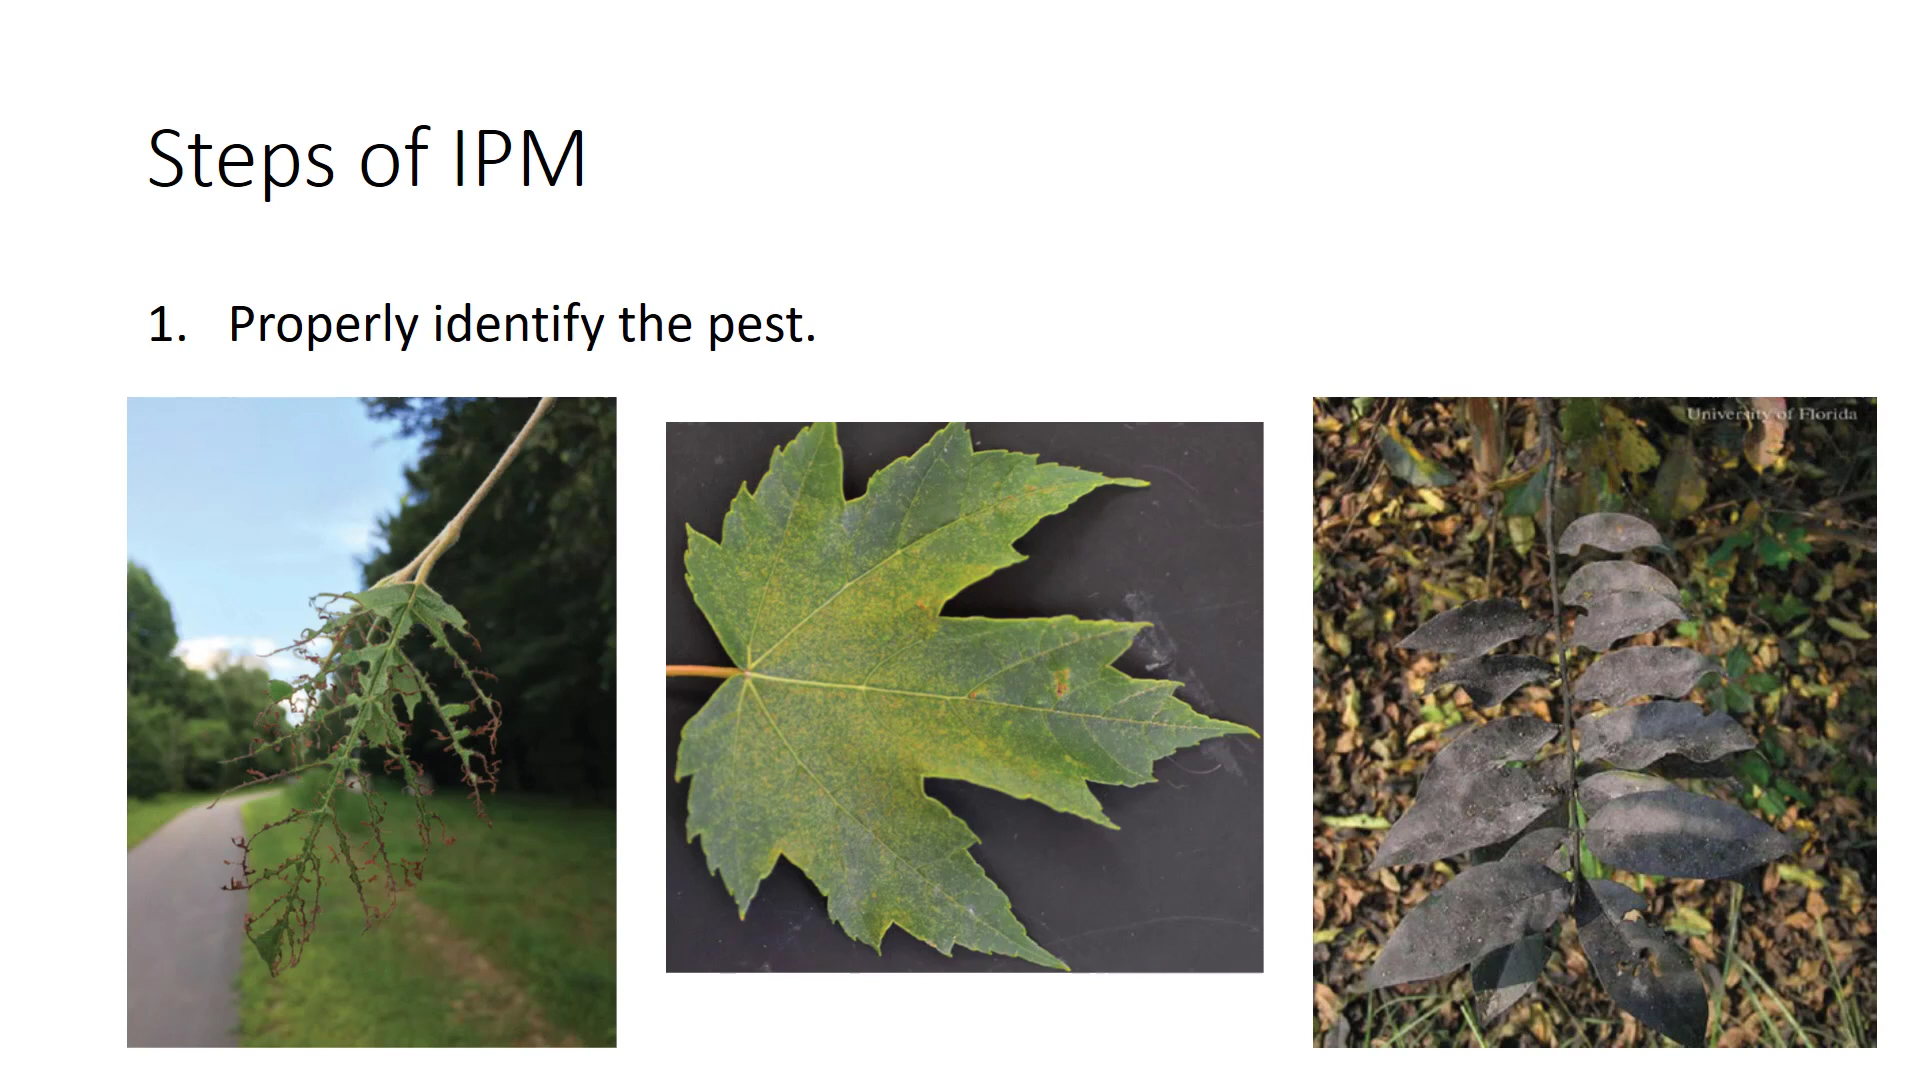 Steps of IPM
1. Properly identify the pest.
University of Florida